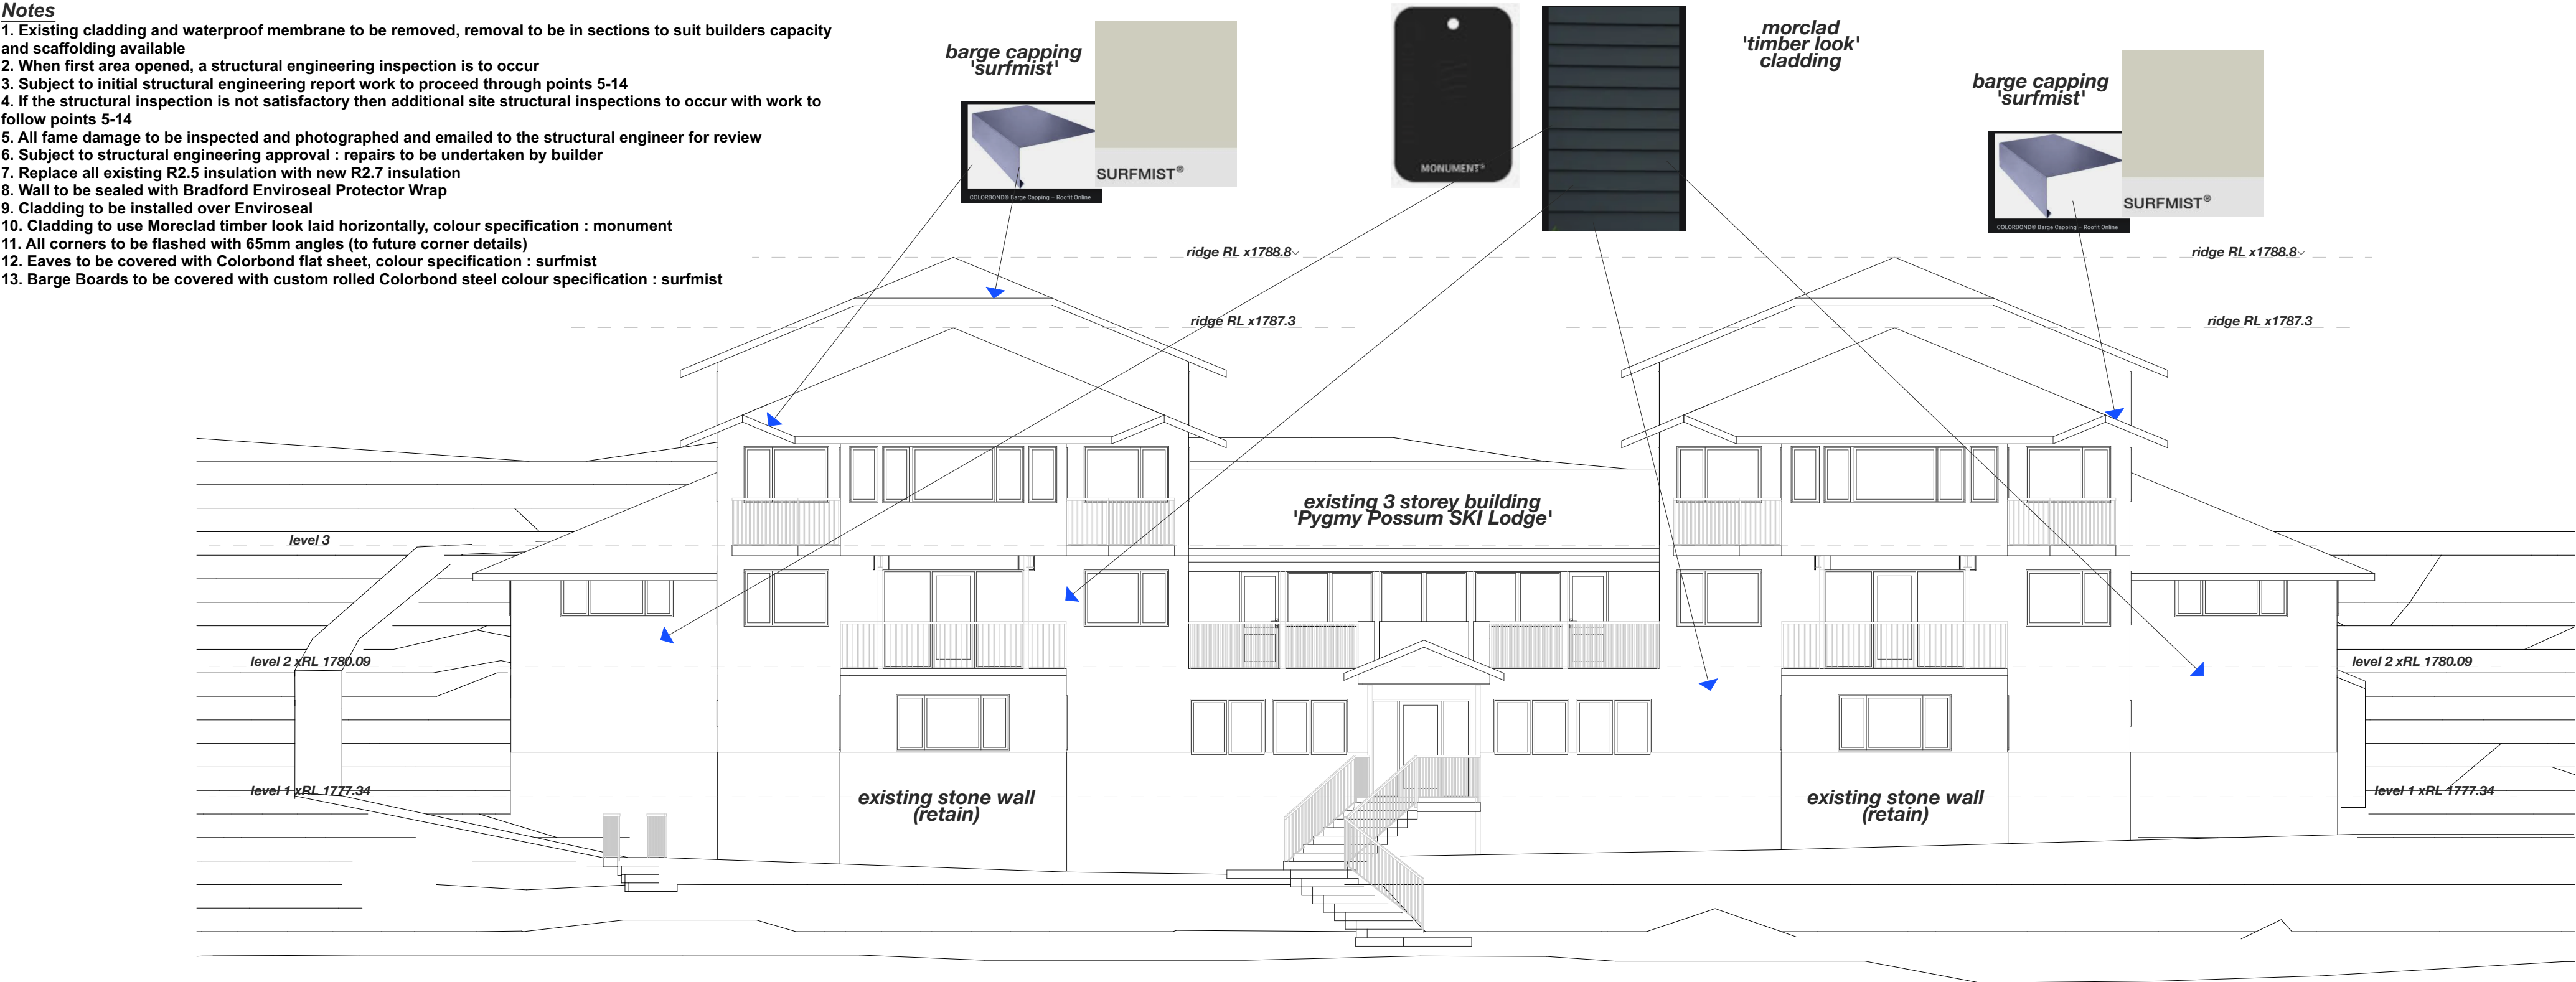 Notes
1. Existing cladding and waterproof membrane to be removed, removal to be in sections to suit builders capacity
and scaffolding available
2. When first area opened, a structural engineering inspection is to occur
3. Subject to initial structural engineering report work to proceed through points 5-14
4. If the structural inspection is not satisfactory then additional site structural inspections to occur with work to
follow points 5-14
5. All fame damage to be inspected and photographed and emailed to the structural engineer for review
6. Subject to structural engineering approval : repairs to be undertaken by builder
7. Replace all existing R2.5 insulation with new R2.7 insulation
8. Wall to be sealed with Bradford Enviroseal Protector Wrap
9. Cladding to be installed over Enviroseal
10. Cladding to use Moreclad timber look laid horizontally, colour specification : monument
11. All corners to be flashed with 65mm angles (to future corner details)
12. Eaves to be covered with Colorbond flat sheet, colour specification : surfmist
13. Barge Boards to be covered with custom rolled Colorbond steel colour specification : surfmist
barge capping
'surfmist'
SURFMIST®
COLORBOND® Barge Capping – Roofit Online
MONUMENT®
morclad
'timber look'
cladding
barge capping
'surfmist'
SURFMIST®
COLORBOND® Barge Capping – Roofit Online
ridge RL x1788.8
ridge RL x1788.8
ridge RL x1787.3
ridge RL x1787.3
existing 3 storey building
'Pygmy Possum SKI Lodge'
level 3
level 2 xRL 1780.09
level 2 xRL 1780.09
level 1 xRL 1777.34
level 1 xRL 1777.34
existing stone wall
(retain)
existing stone wall
(retain)